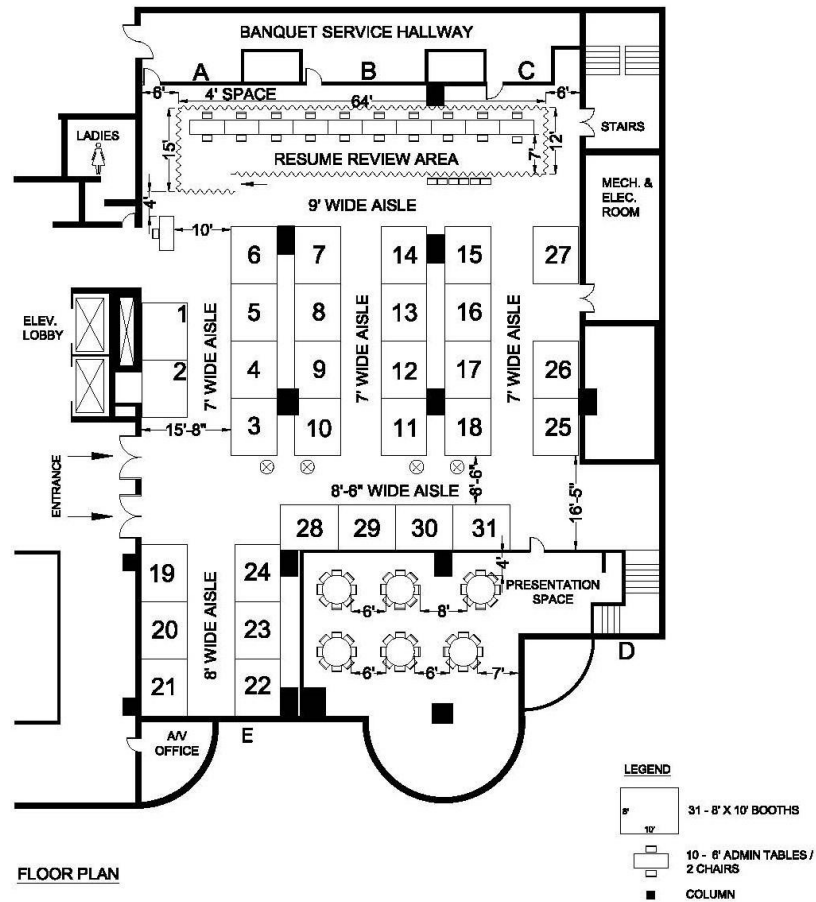 BANQUET SERVICE HALLWAY
A
B
C
6'
4' SPACE
64'
6'
STAIRS
LADIES
15'
RESUME REVIEW AREA
7'
12'
MECH. &
ELEC.
ROOM
4'
9' WIDE AISLE
10'
6
7
14
15
27
5
8
13
16
1
ELEV.
LOBBY
7' WIDE AISLE
7' WIDE AISLE
7' WIDE AISLE
2
4
9
12
17
26
3
10
11
18
25
15'-8"
ENTRANCE
8'-6" WIDE AISLE
8'-6"
16'-5"
28
29
30
31
19
24
4'
PRESENTATION
SPACE
6'
8'
8' WIDE AISLE
20
23
D
6'
6'
7'
21
22
E
A/V
OFFICE
LEGEND
8'
10'
31 - 8' X 10' BOOTHS
10 - 6' ADMIN TABLES /
2 CHAIRS
COLUMN
FLOOR PLAN